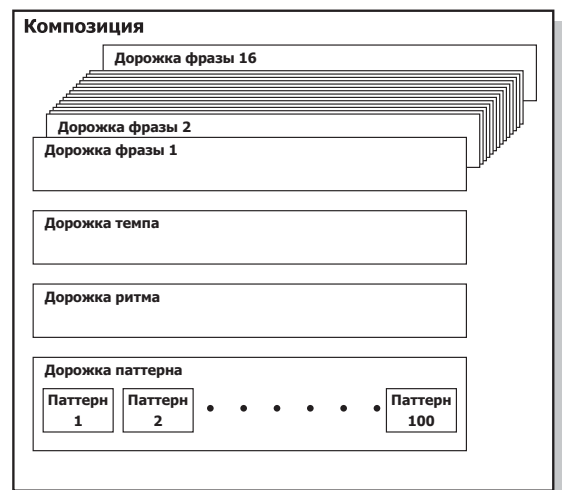 Композиция
Дорожка фразы 16
Дорожка фразы 2
Дорожка фразы 1
Дорожка темпа
Дорожка ритма
Дорожка паттерна
Паттерн Паттерн Паттерн
1 2 100